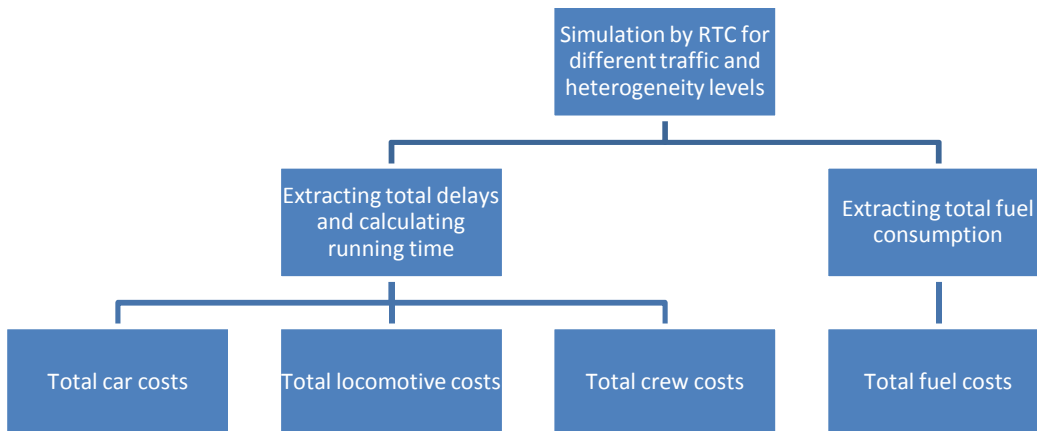 Simulation by RTC for
different traffic and
heterogeneity levels
Extracting total delays
and calculating
running time
Extracting total fuel
consumption
Total car costs
Total locomotive costs
Total crew costs
Total fuel costs